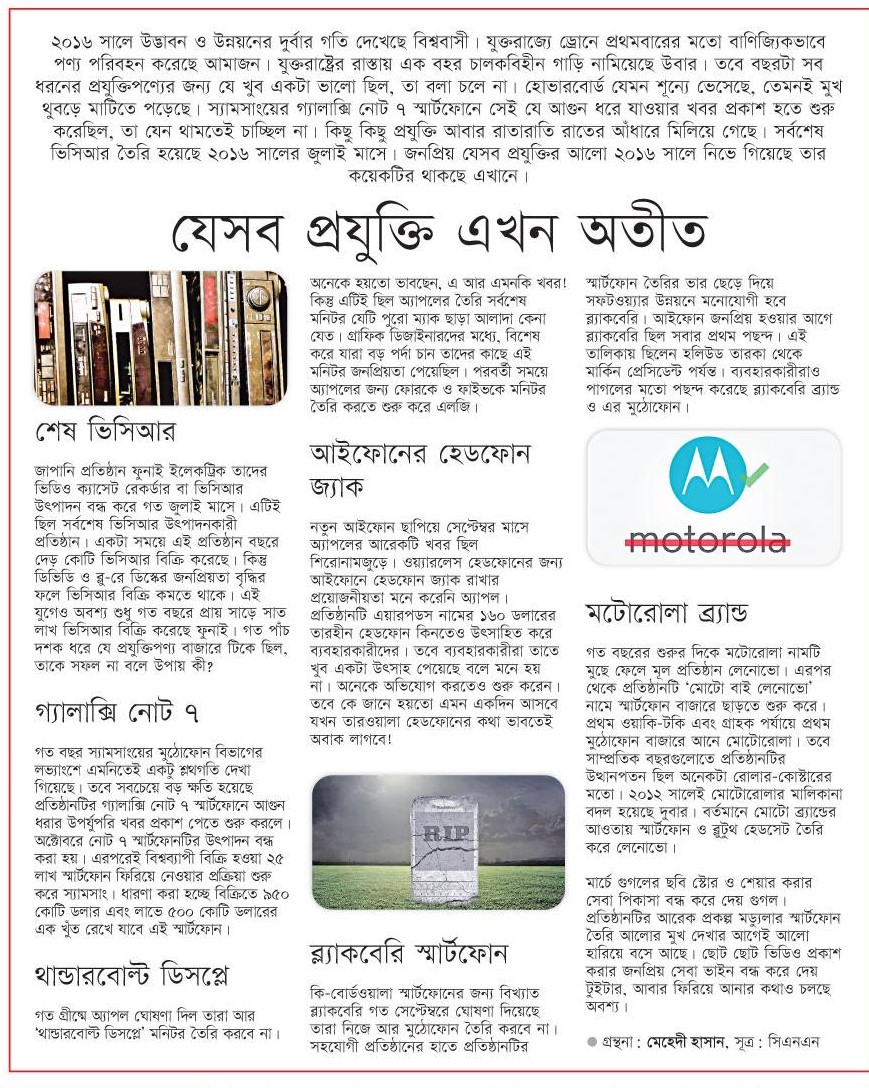 ২০১৬ সালে উদ্ভাবন ও উন্নয়নের দুর্বার গতি দেখেছে বিশ্ববাসী। যুক্তরাজ্যে ড্রোনে প্রথমবারের মতো বাণিজ্যিকভাবে
পণ্য পরিবহন করেছে আমাজন। যুক্তরাষ্ট্রের রাস্তায় এক বহর চালকবিহীন গাড়ি নামিয়েছে উবার। তবে বছরটা সব
ধরনের প্রযুক্তিপণ্যের জন্য যে খুব একটা ভালো ছিল, তা বলা চলে না। হোভারবোর্ড যেমন শূন্যে ভেসেছে, তেমনই মুখ
থুবড়ে মাটিতে পড়েছে। স্যামসাংয়ের গ্যালাক্সি নোট ৭ স্মার্টফোনে সেই যে আগুন ধরে যাওয়ার খবর প্রকাশ হতে শুরু
করেছিল, তা যেন থামতেই চাচ্ছিল না। কিছু কিছু প্রযুক্তি আবার রাতারাতি রাতের আঁধারে মিলিয়ে গেছে। সর্বশেষ
ভিসিআর তৈরি হয়েছে ২০১৬ সালের জুলাই মাসে। জনপ্রিয় যেসব প্রযুক্তির আলো ২০১৬ সালে নিভে গিয়েছে তার
কয়েকটির থাকছে এখানে।
যেসব প্রযুক্তি এখন অতীত
শেষ ভিসিআর
জাপানি প্রতিষ্ঠান ফুনাই ইলেকট্রিক তাদের
ভিডিও ক্যাসেট রেকর্ডার বা ভিসিআর
উৎপাদন বন্ধ করে গত জুলাই মাসে। এটিই
ছিল সর্বশেষ ভিসিআর উৎপাদনকারী
প্রতিষ্ঠান। একটা সময়ে এই প্রতিষ্ঠান বছরে
দেড় কোটি ভিসিআর বিক্রি করেছে। কিন্তু
ডিভিডি ও ব্লু-রে ডিস্কের জনপ্রিয়তা বৃদ্ধির
ফলে ভিসিআর বিক্রি কমতে থাকে। এই
যুগেও অবশ্য শুধু গত বছরে প্রায় সাড়ে সাত
লাখ ভিসিআর বিক্রি করেছে ফুনাই। গত পাঁচ
দশক ধরে যে প্রযুক্তিপণ্য বাজারে টিকে ছিল,
তাকে সফল না বলে উপায় কী?
গ্যালাক্সি নোট ৭
গত বছর স্যামসাংয়ের মুঠোফোন বিভাগের
লভ্যাংশে এমনিতেই একটু শ্লথগতি দেখা
গিয়েছে। তবে সবচেয়ে বড় ক্ষতি হয়েছে
প্রতিষ্ঠানটির গ্যালাক্সি নোট ৭ স্মার্টফোনে আগুন
ধরার উপর্যুপরি খবর প্রকাশ পেতে শুরু করলে।
অক্টোবরে নোট ৭ স্মার্টফোনটির উৎপাদন বন্ধ
করা হয়। এরপরেই বিশ্বব্যাপী বিক্রি হওয়া ২৫
লাখ স্মার্টফোন ফিরিয়ে নেওয়ার প্রক্রিয়া শুরু
করে স্যামসাং। ধারণা করা হচ্ছে বিক্রিতে ৯৫০
কোটি ডলার এবং লাভে ৫০০ কোটি ডলারের
এক খুঁত রেখে যাবে এই স্মার্টফোন।
থান্ডারবোল্ট ডিসপ্লে
গত গ্রীষ্মে অ্যাপল ঘোষণা দিল তারা আর
‘থান্ডারবোল্ট ডিসপ্লে’ মনিটর তৈরি করবে না।
অনেকে হয়তো ভাবছেন, এ আর এমনকি খবর!
কিন্তু এটিই ছিল অ্যাপলের তৈরি সর্বশেষ
মনিটর যেটি পুরো ম্যাক ছাড়া আলাদা কেনা
যেত। গ্রাফিক ডিজাইনারদের মধ্যে, বিশেষ
করে যারা বড় পর্দা চান তাদের কাছে এই
মনিটর জনপ্রিয়তা পেয়েছিল। পরবর্তী সময়ে
অ্যাপলের জন্য ফোরকে ও ফাইভকে মনিটর
তৈরি করতে শুরু করে এলজি।
আইফোনের হেডফোন
জ্যাক
নতুন আইফোন ছাপিয়ে সেপ্টেম্বর মাসে
অ্যাপলের আরেকটি খবর ছিল
শিরোনামজুড়ে। ওয়্যারলেস হেডফোনের জন্য
আইফোনে হেডফোন জ্যাক রাখার
প্রয়োজনীয়তা মনে করেনি অ্যাপল।
প্রতিষ্ঠানটি এয়ারপডস নামের ১৬০ ডলারের
তারহীন হেডফোন কিনতেও উৎসাহিত করে
ব্যবহারকারীদের। তবে ব্যবহারকারীরা তাতে
খুব একটা উৎসাহ পেয়েছে বলে মনে হয়
না। অনেকে অভিযোগ করতেও শুরু করেন।
তবে কে জানে হয়তো এমন একদিন আসবে
যখন তারওয়ালা হেডফোনের কথা ভাবতেই
অবাক লাগবে!
RIP
ব্ল্যাকবেরি স্মার্টফোন
কি-বোর্ডওয়ালা স্মার্টফোনের জন্য বিখ্যাত
ব্ল্যাকবেরি গত সেপ্টেম্বরে ঘোষণা দিয়েছে
তারা নিজে আর মুঠোফোন তৈরি করবে না।
সহযোগী প্রতিষ্ঠানের হাতে প্রতিষ্ঠানটির
স্মার্টফোন তৈরির ভার ছেড়ে দিয়ে
সফটওয়্যার উন্নয়নে মনোযোগী হবে
ব্ল্যাকবেরি। আইফোন জনপ্রিয় হওয়ার আগে
ব্ল্যাকবেরি ছিল সবার প্রথম পছন্দ। এই
তালিকায় ছিলেন হলিউড তারকা থেকে
মার্কিন প্রেসিডেন্ট পর্যন্ত। ব্যবহারকারীরাও
পাগলের মতো পছন্দ করেছে ব্ল্যাকবেরি ব্র্যান্ড
ও এর মুঠোফোন।
motorola
মটোরোলা ব্র্যান্ড
গত বছরের শুরুর দিকে মটোরোলা নামটি
মুছে ফেলে মূল প্রতিষ্ঠান লেনোভো। এরপর
থেকে প্রতিষ্ঠানটি ‘মোটো বাই লেনোভো’
নামে স্মার্টফোন বাজারে ছাড়তে শুরু করে।
প্রথম ওয়াকি-টকি এবং গ্রাহক পর্যায়ে প্রথম
মুঠোফোন বাজারে আনে মোটোরোলা। তবে
সাম্প্রতিক বছরগুলোতে প্রতিষ্ঠানটির
উত্থানপতন ছিল অনেকটা রোলার-কোস্টারের
মতো। ২০১২ সালেই মোটোরোলার মালিকানা
বদল হয়েছে দুবার। বর্তমানে মোটো ব্র্যান্ডের
আওতায় স্মার্টফোন ও ব্লুটুথ হেডসেট তৈরি
করে লেনোভো।
মার্চে গুগলের ছবি স্টোর ও শেয়ার করার
সেবা পিকাসা বন্ধ করে দেয় গুগল।
প্রতিষ্ঠানটির আরেক প্রকল্প মড্যুলার স্মার্টফোন
তৈরি আলোর মুখ দেখার আগেই আলো
হারিয়ে বসে আছে। ছোট ছোট ভিডিও প্রকাশ
করার জনপ্রিয় সেবা ভাইন বন্ধ করে দেয়
টুইটার, আবার ফিরিয়ে আনার কথাও চলছে
অবশ্য।
গ্রন্থনা : মেহেদী হাসান, সূত্র : সিএনএন